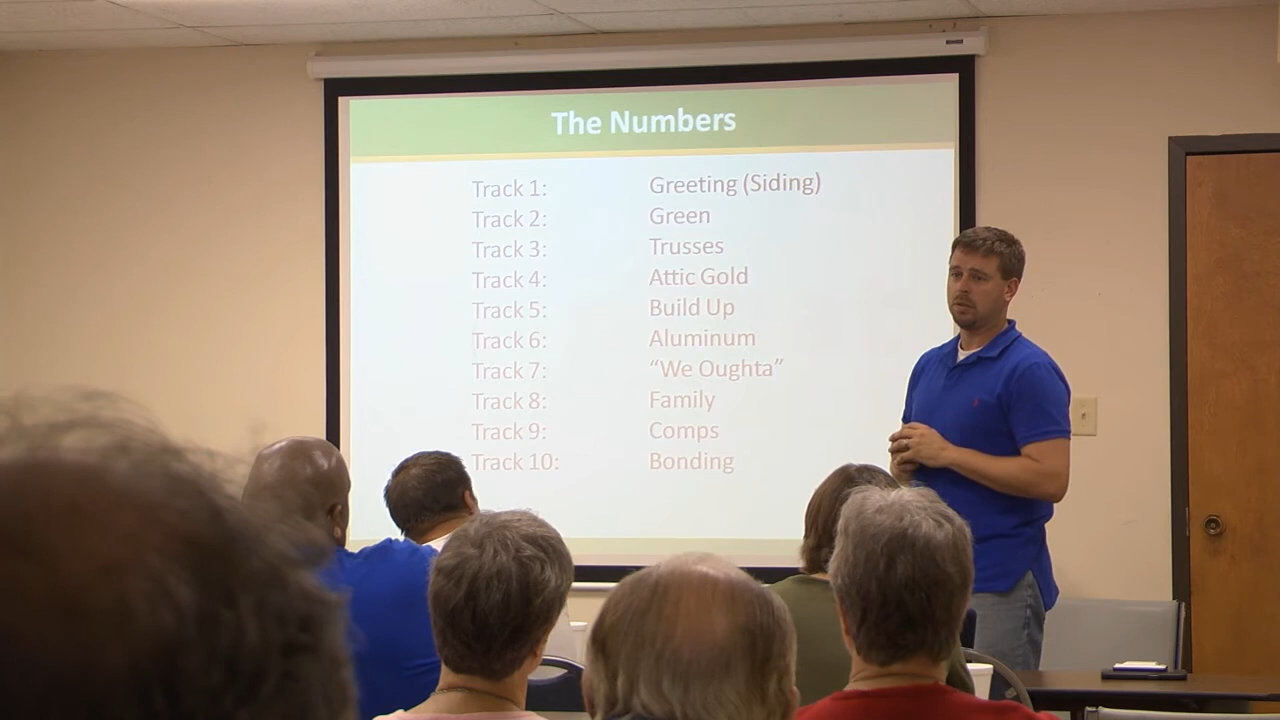 The Numbers
Track 1: Greeting (Siding)
Track 2: Green
Track 3: Trusses
Track 4: Attic Gold
Track 5: Build Up
Track 6: Aluminum
Track 7: “We Oughta”
Track 8: Family
Track 9: Comps
Track 10: Bonding